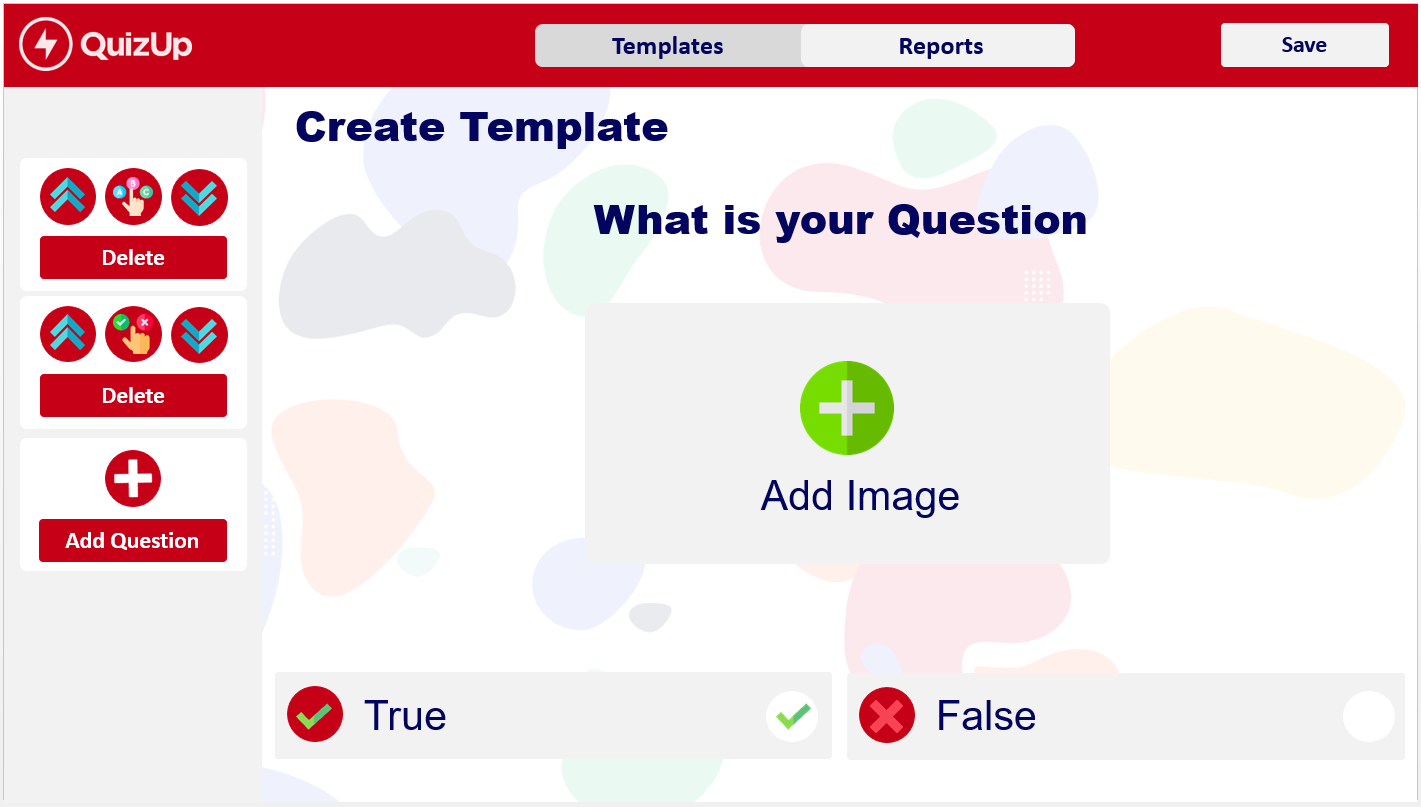 QuizUp
Templates
Reports
Save
Create Template
What is your Question
A
B
C
Delete
Delete
Add Question
Add Image
True
False